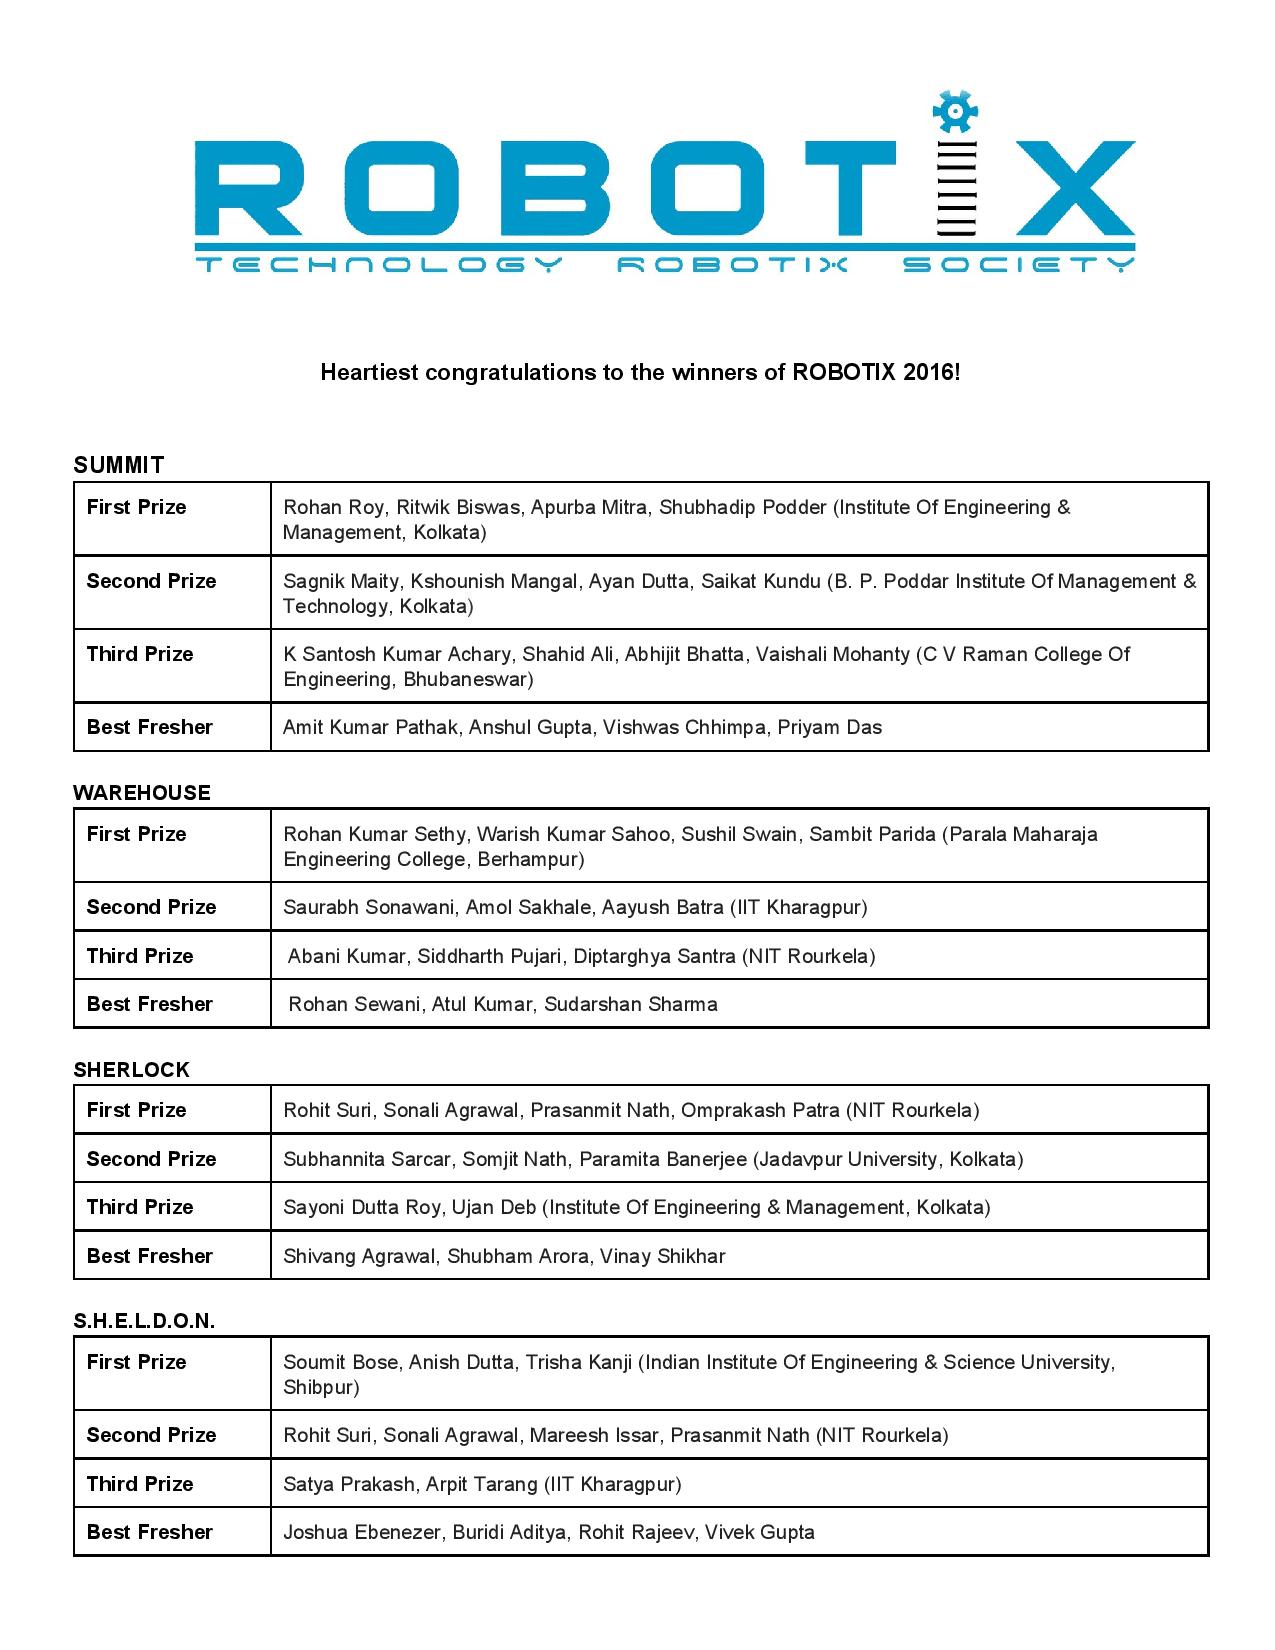 ROBOTiX
TECHNOLOGY ROBOTIX SOCIETY
Heartiest congratulations to the winners of ROBOTIX 2016!
SUMMIT
First Prize Rohan Roy, Ritwik Biswas, Apurba Mitra, Shubhadip Podder (Institute Of Engineering &
Management, Kolkata)
Second Prize Sagnik Maity, Kshounish Mangal, Ayan Dutta, Saikat Kundu (B. P. Poddar Institute Of Management &
Technology, Kolkata)
Third Prize K Santosh Kumar Achary, Shahid Ali, Abhijit Bhatta, Vaishali Mohanty (C V Raman College Of
Engineering, Bhubaneswar)
Best Fresher Amit Kumar Pathak, Anshul Gupta, Vishwas Chhimpa, Priyam Das
WAREHOUSE
First Prize Rohan Kumar Sethy, Warish Kumar Sahoo, Sushil Swain, Sambit Parida (Parala Maharaja
Engineering College, Berhampur)
Second Prize Saurabh Sonawani, Amol Sakhale, Aayush Batra (IIT Kharagpur)
Third Prize Abani Kumar, Siddharth Pujari, Diptarghya Santra (NIT Rourkela)
Best Fresher Rohan Sewani, Atul Kumar, Sudarshan Sharma
SHERLOCK
First Prize Rohit Suri, Sonali Agrawal, Prasanmit Nath, Omprakash Patra (NIT Rourkela)
Second Prize Subhannita Sarcar, Somjit Nath, Paramita Banerjee (Jadavpur University, Kolkata)
Third Prize Sayoni Dutta Roy, Ujan Deb (Institute Of Engineering & Management, Kolkata)
Best Fresher Shivang Agrawal, Shubham Arora, Vinay Shikhar
S.H.E.L.D.O.N.
First Prize Soumit Bose, Anish Dutta, Trisha Kanji (Indian Institute Of Engineering & Science University,
Shibpur)
Second Prize Rohit Suri, Sonali Agrawal, Mareesh Issar, Prasanmit Nath (NIT Rourkela)
Third Prize Satya Prakash, Arpit Tarang (IIT Kharagpur)
Best Fresher Joshua Ebenezer, Buridi Aditya, Rohit Rajeev, Vivek Gupta